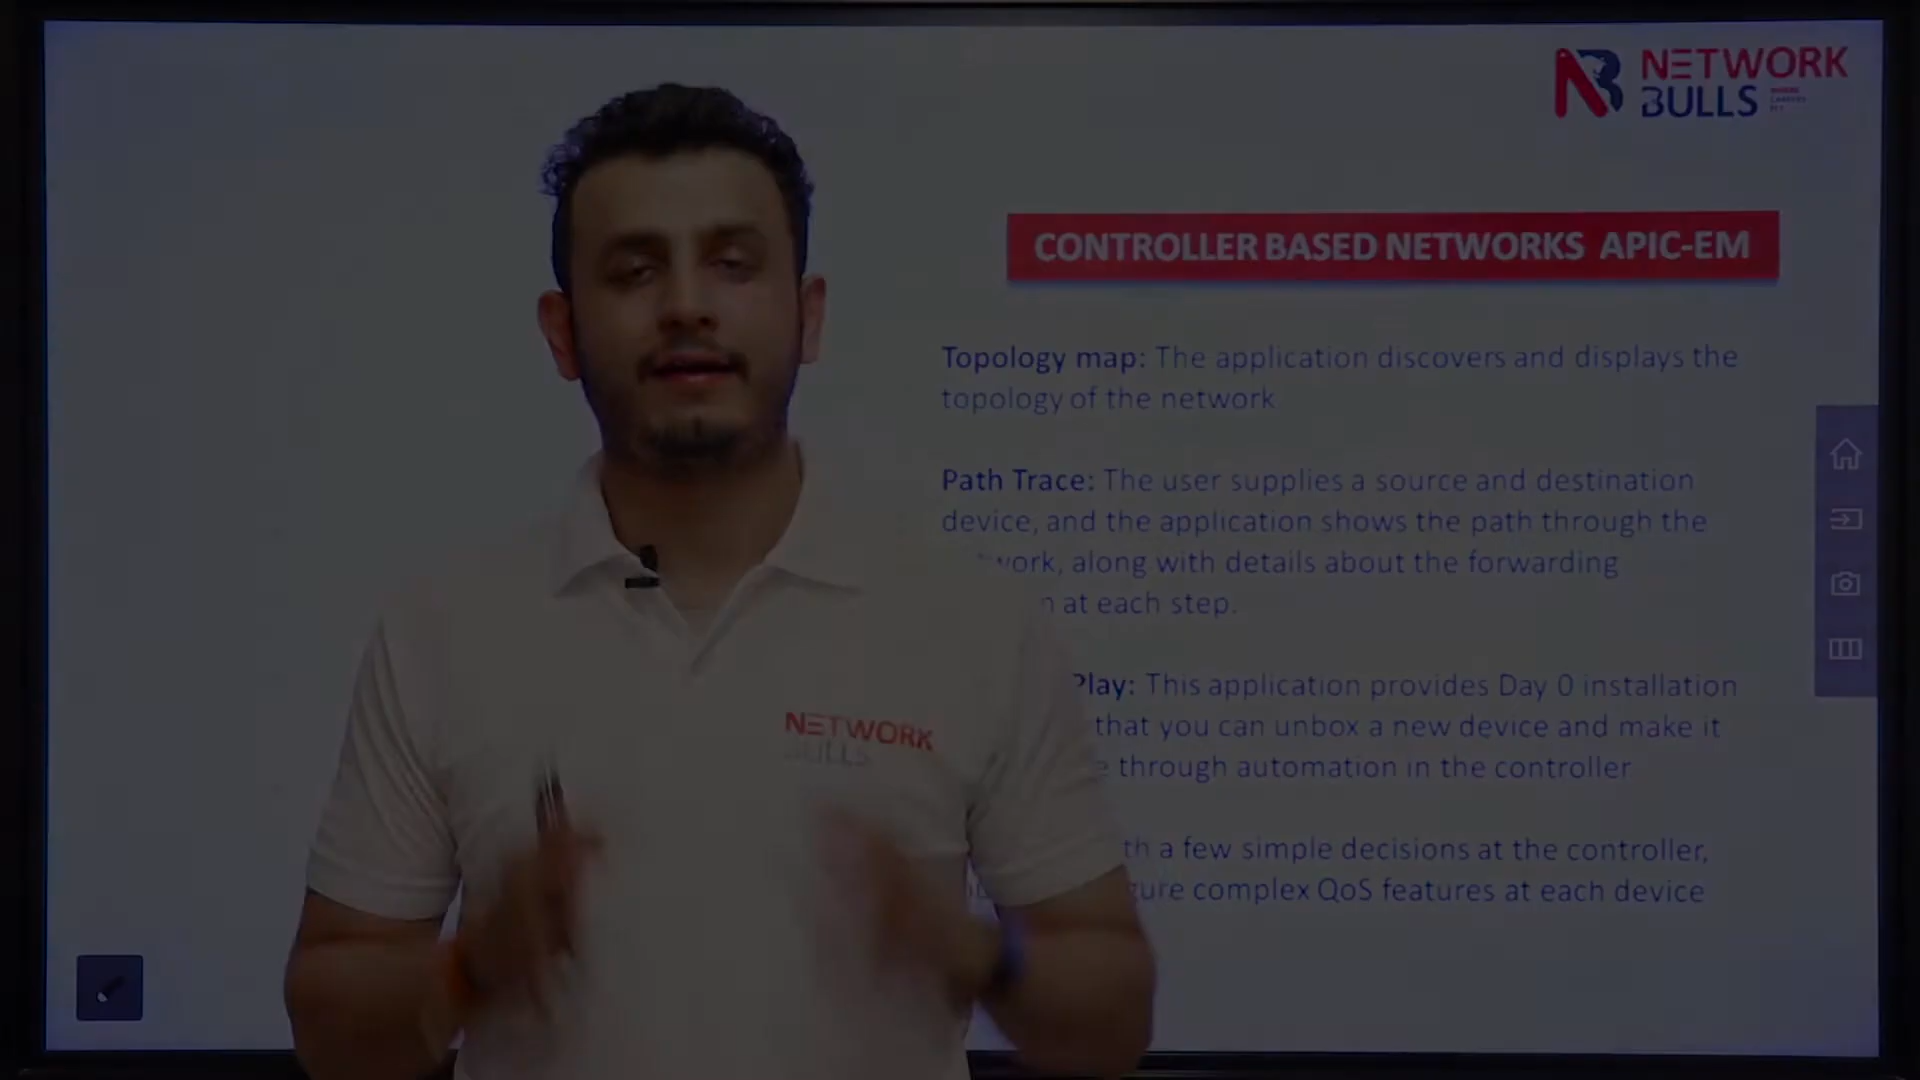 NETWORK
BULLS
CONTROLLER BASED NETWORKS APIC-EM
Topology map: The application discovers and displays the
topology of the network
Path Trace: The user supplies a source and destination
device, and the application shows the path through the
work, along with details about the forwarding
n at each step.
Play: This application provides Day 0 installation
that you can unbox a new device and make it
e through automation in the controller
th a few simple decisions at the controller,
gure complex QoS features at each device
NETWORK
BULLS